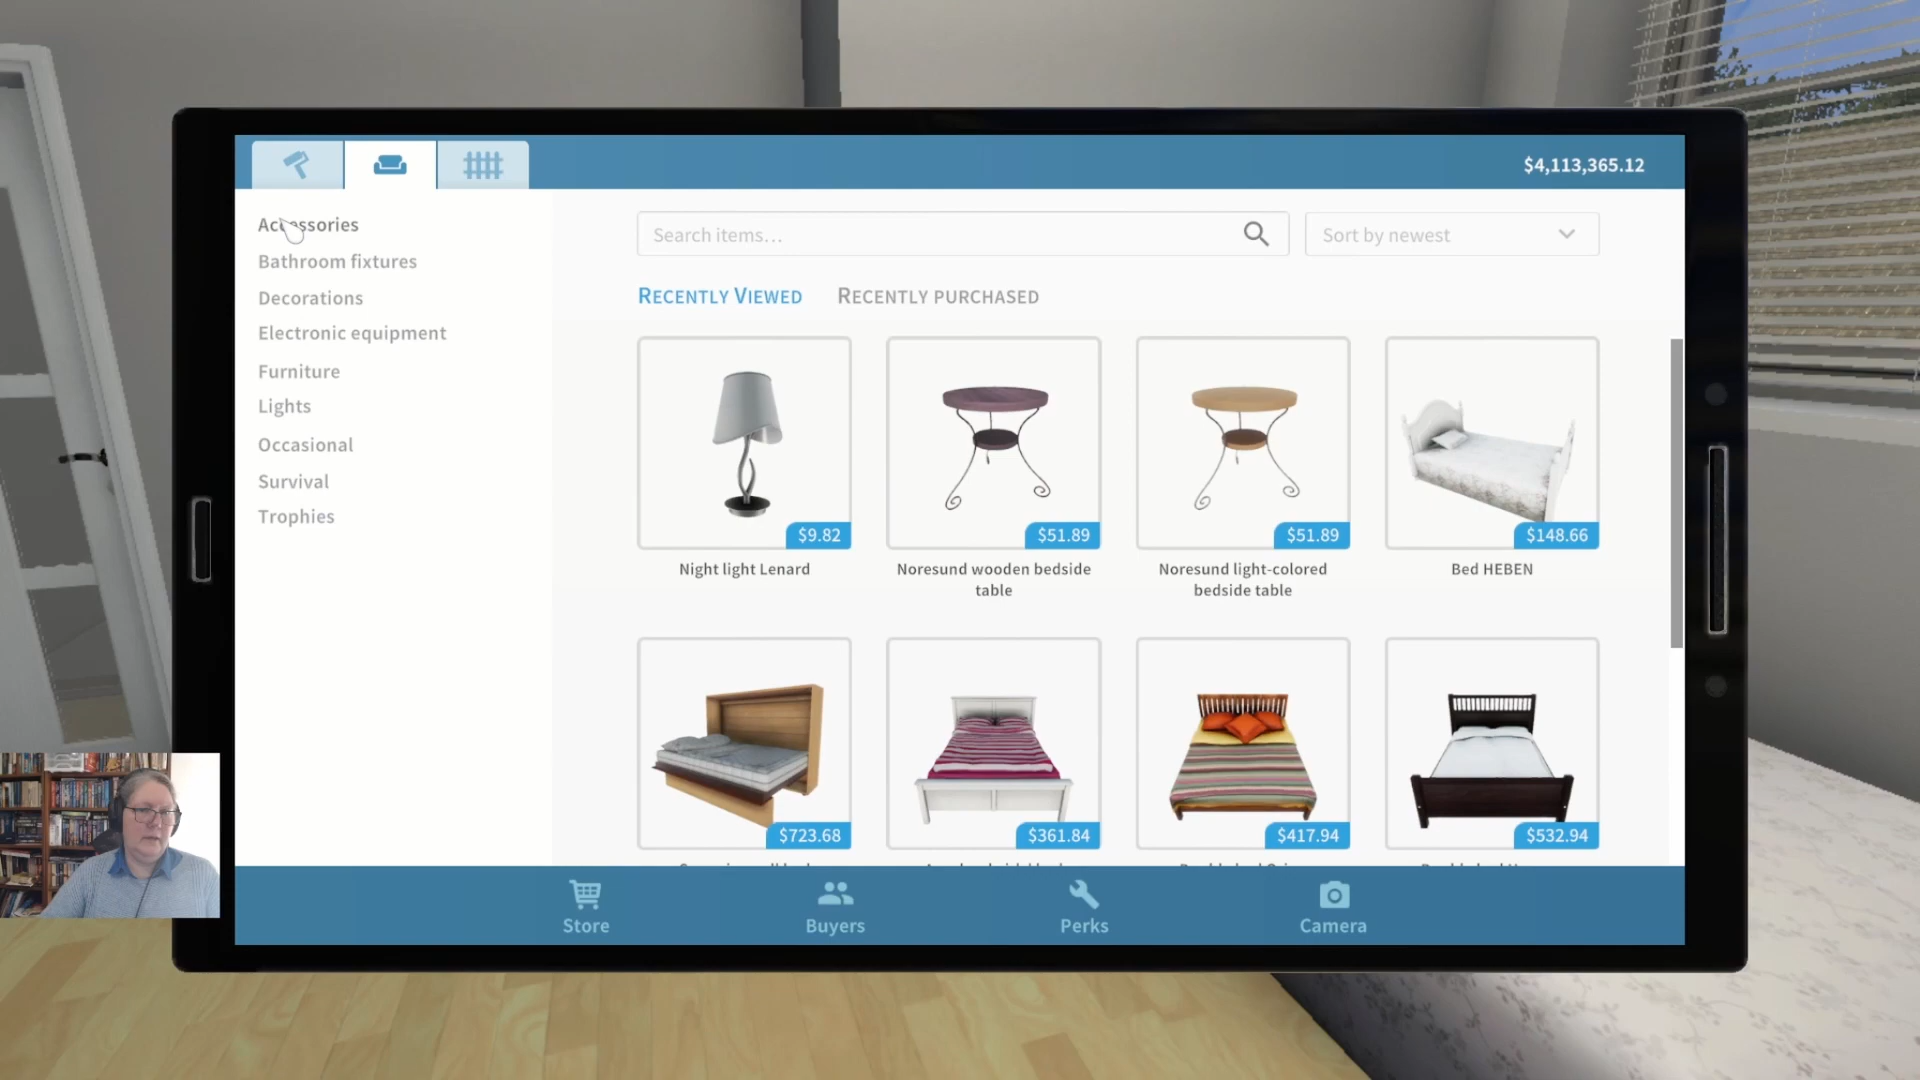 $4,113,365.12
Accessories
Bathroom fixtures
Decorations
Electronic equipment
Furniture
Lights
Occasional
Survival
Trophies
Search items...
Sort by newest
RECENTLY VIEWED
RECENTLY PURCHASED
$9.82
$51.89
$51.89
$148.66
Night light Lenard
Noresund wooden bedside
table
Noresund light-colored
bedside table
Bed HEBEN
$723.68
$361.84
$417.94
$532.94
Store
Buyers
Perks
Camera